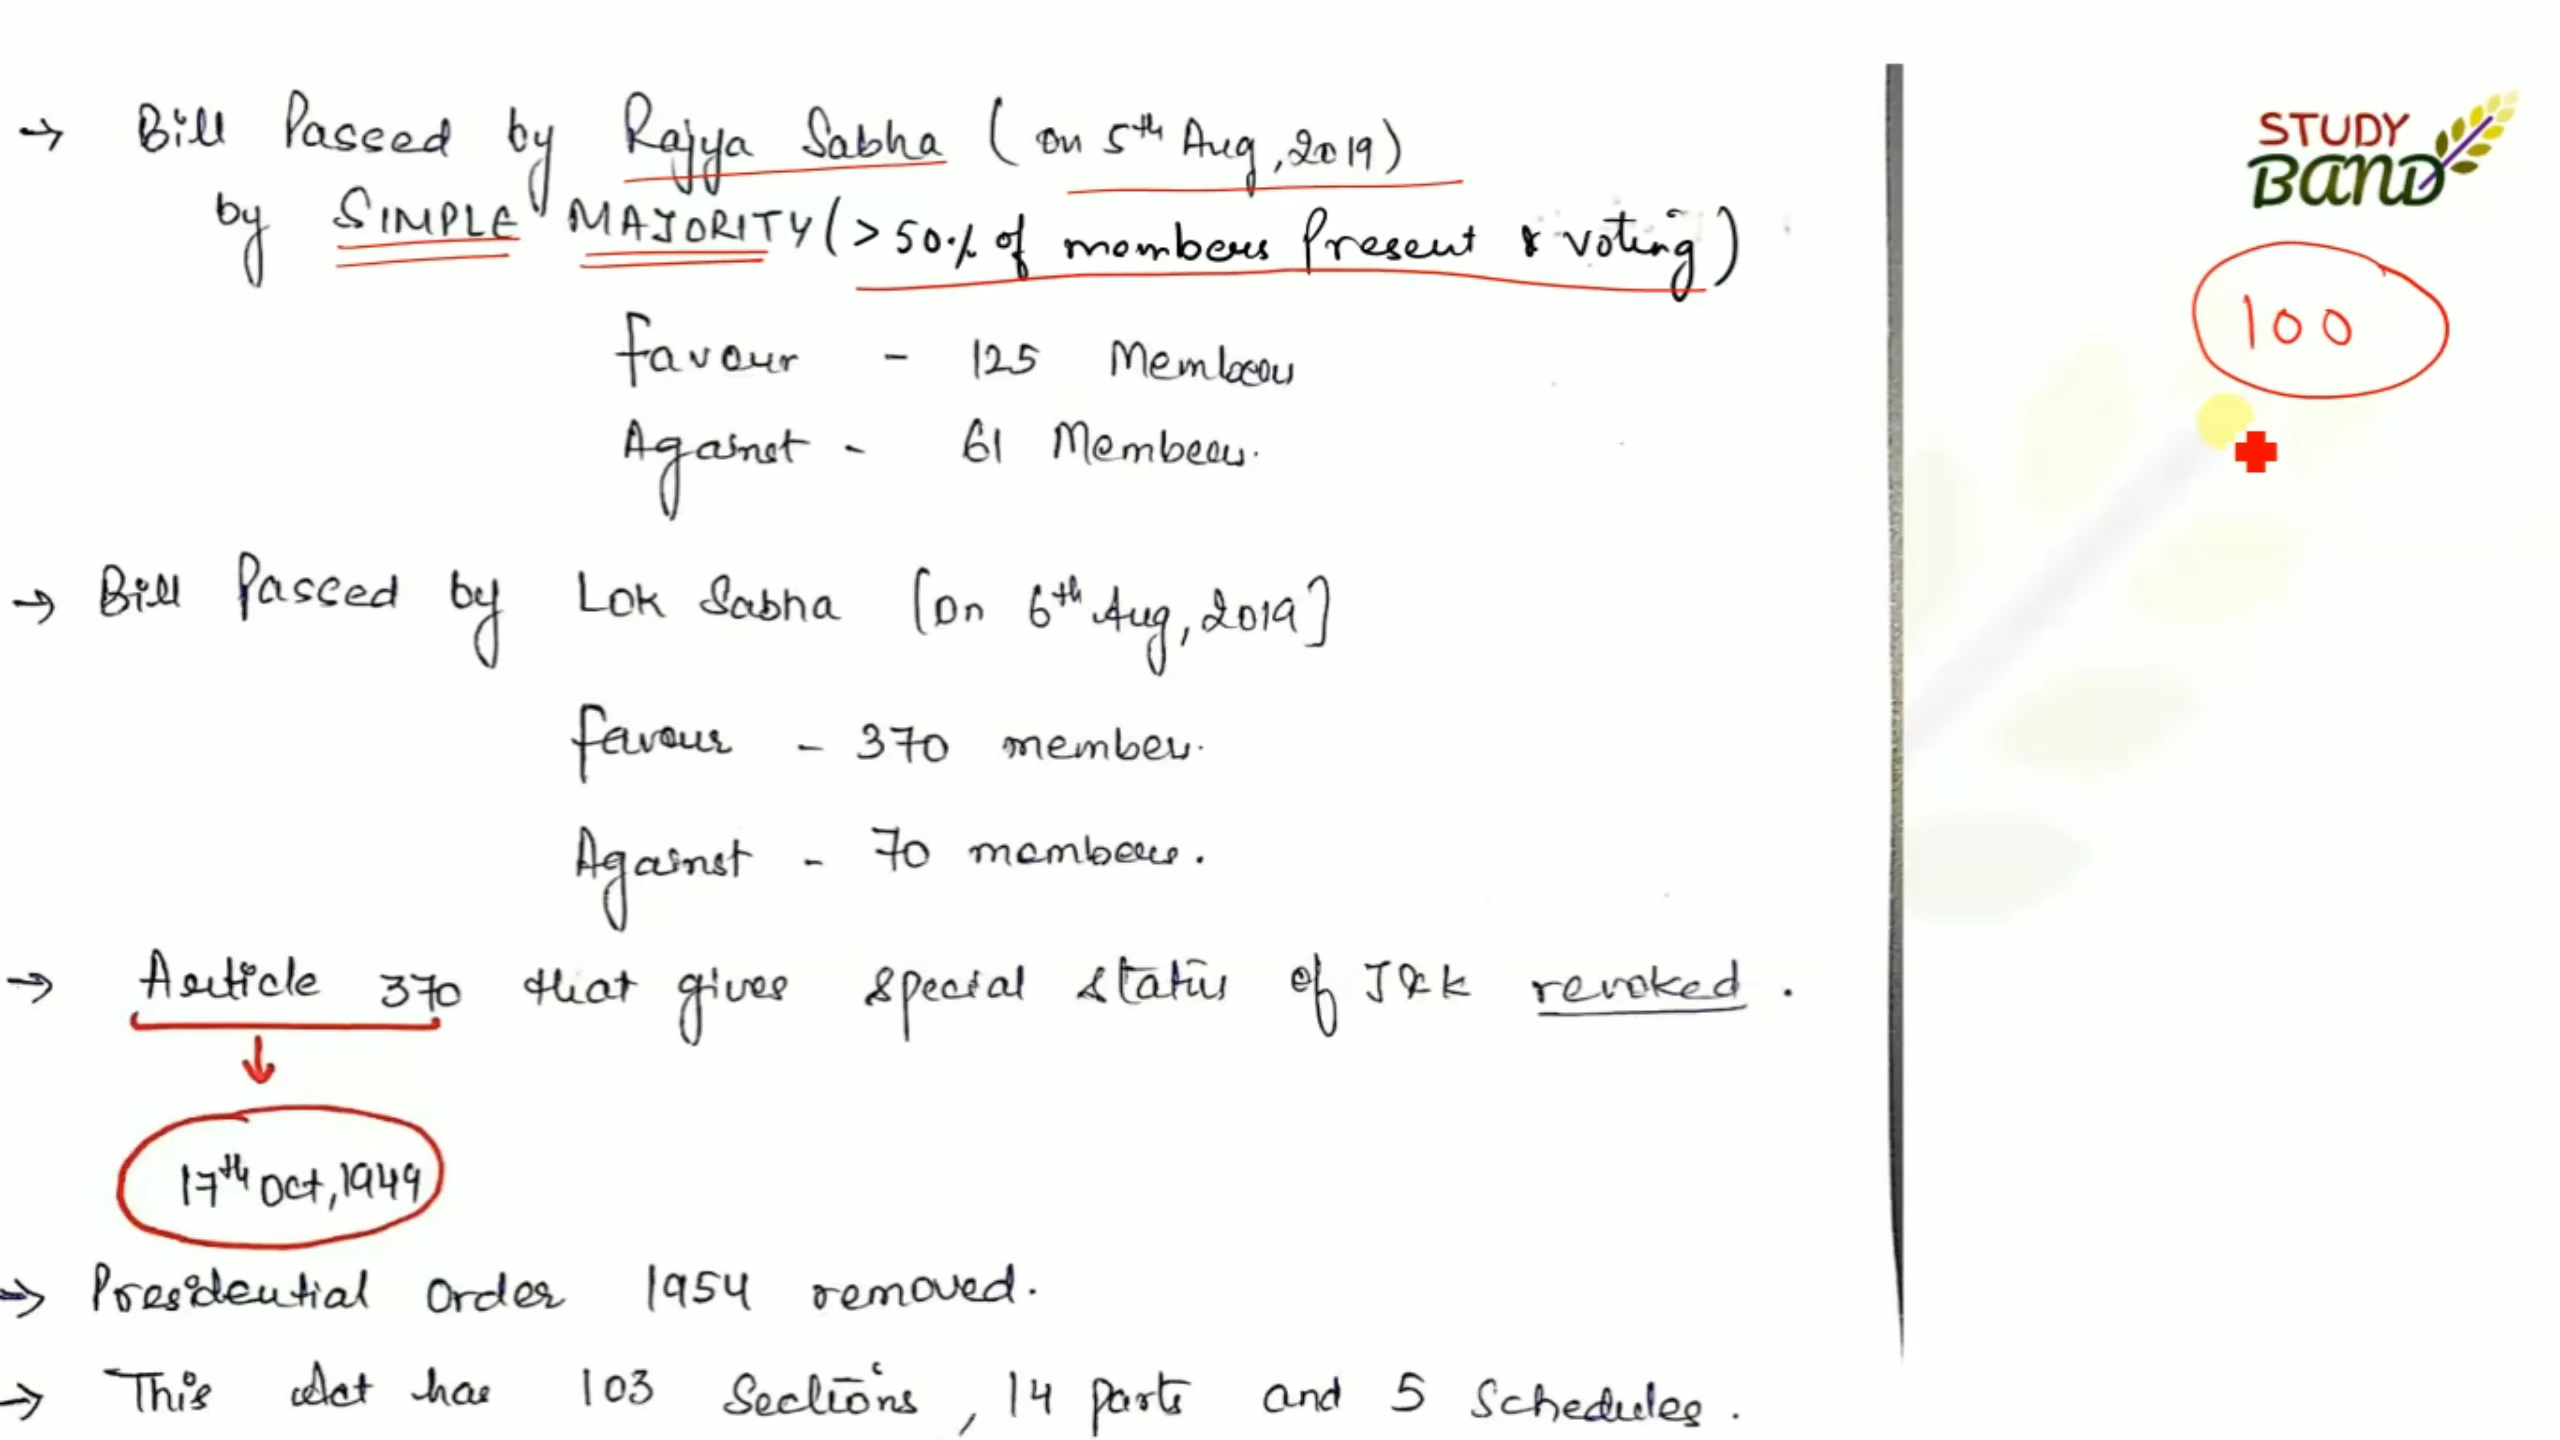 → Bill Passed by Rajya Sabha (on 5th Aug, 2019)
by SIMPLE MAJORITY (> 50% of members Present & voting)
favour - 125 Members
Against - 61 Members.
→ Bill Passed by Lok Sabha [on 6th Aug, 2019]
favour - 370 member.
Against - 70 members.
→ Article 370 that gives special status of J&K revoked.
↓
17th Oct, 1949
→ Presidential Order 1954 removed.
→ This Act has 103 Sections, 14 parts and 5 Schedules.
STUDY
BAND
100